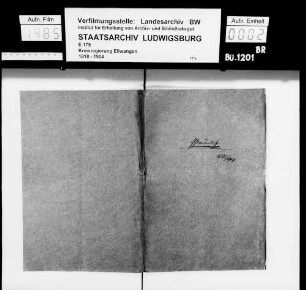 Aufn. Film
1485
Verfilmungsstelle: Landesarchiv BW
Institut für Erhaltung von Archiv- und Bibliotheksgut
STAATSARCHIV LUDWIGSBURG
E 175
Kreisregierung Ellwangen
1818 - 1924
Aufn. Einheit
0002
BR
BÜ.1201